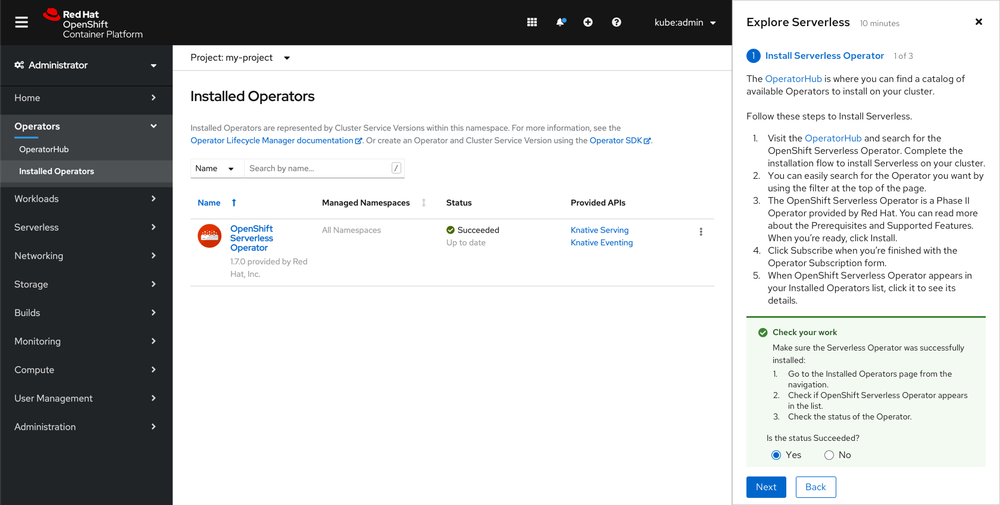 Red Hat
OpenShift
Container Platform
kube:admin
Administrator
Home
Operators
OperatorHub
Installed Operators
Workloads
Serverless
Networking
Storage
Builds
Monitoring
Compute
User Management
Administration
Project: my-project
Installed Operators
Installed Operators are represented by Cluster Service Versions within this namespace. For more information, see the
Operator Lifecycle Manager documentation. Or create an Operator and Cluster Service Version using the Operator SDK.
Name
Search by name...
/
Name Managed Namespaces Status Provided APIs
OpenShift
Serverless
Operator
1.7.0 provided by Red
Hat, Inc.
All Namespaces
Succeeded
Up to date
Knative Serving
Knative Eventing
Explore Serverless 10 minutes
1 Install Serverless Operator 1 of 3
The OperatorHub is where you can find a catalog of
available Operators to install on your cluster.
Follow these steps to Install Serverless.
1. Visit the OperatorHub and search for the
OpenShift Serverless Operator. Complete the
installation flow to install Serverless on your cluster.
2. You can easily search for the Operator you want by
using the filter at the top of the page.
3. The OpenShift Serverless Operator is a Phase II
Operator provided by Red Hat. You can read more
about the Prerequisites and Supported Features.
When you’re ready, click Install.
4. Click Subscribe when you’re finished with the
Operator Subscription form.
5. When OpenShift Serverless Operator appears in
your Installed Operators list, click it to see its
details.
Check your work
Make sure the Serverless Operator was successfully
installed:
1. Go to the Installed Operators page from the
navigation.
2. Check if OpenShift Serverless Operator appears
in the list.
3. Check the status of the Operator.
Is the status Succeeded?
Yes No
Next Back